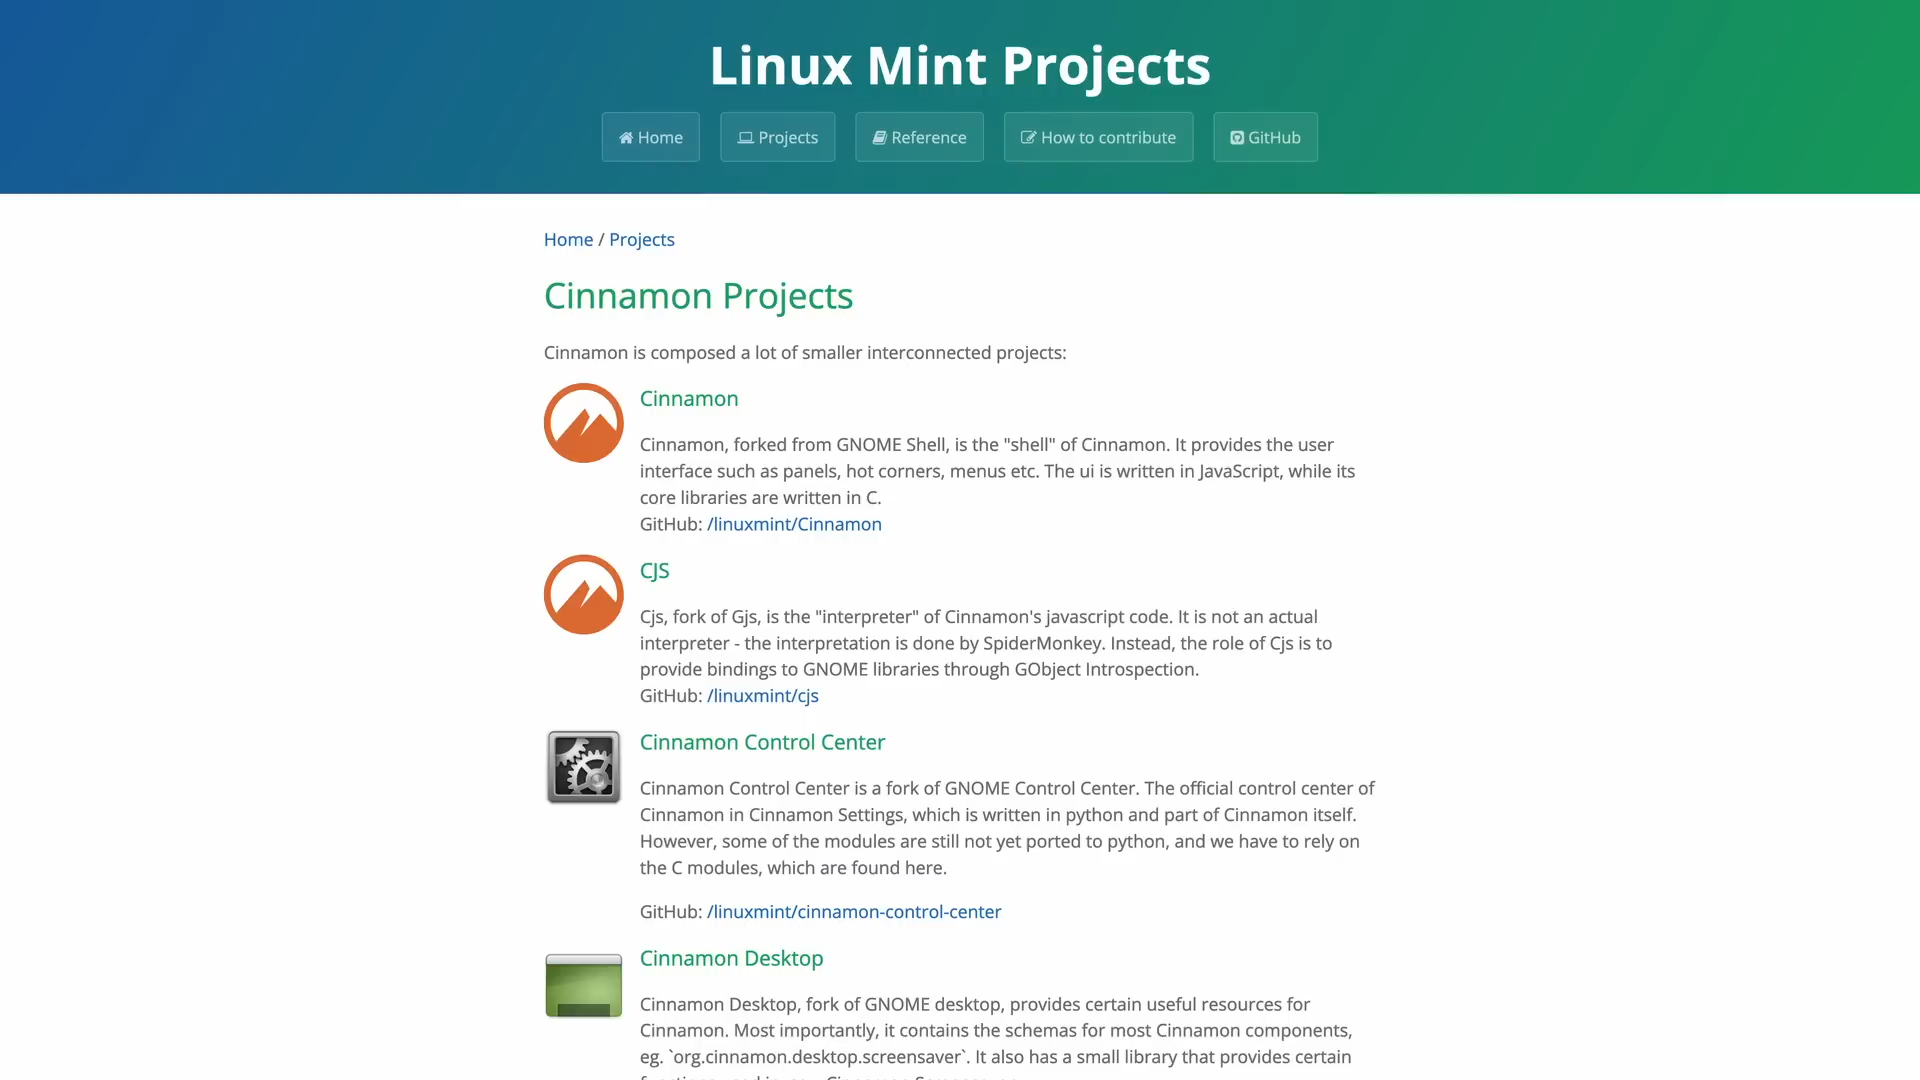 Linux Mint Projects
Home
Projects
Reference
How to contribute
GitHub
Home / Projects
Cinnamon Projects
Cinnamon is composed a lot of smaller interconnected projects:
Cinnamon
Cinnamon, forked from GNOME Shell, is the "shell" of Cinnamon. It provides the user
interface such as panels, hot corners, menus etc. The ui is written in JavaScript, while its
core libraries are written in C.
GitHub: /linuxmint/Cinnamon
CJS
Cjs, fork of Gjs, is the "interpreter" of Cinnamon's javascript code. It is not an actual
interpreter - the interpretation is done by SpiderMonkey. Instead, the role of Cjs is to
provide bindings to GNOME libraries through GObject Introspection.
GitHub: /linuxmint/cjs
Cinnamon Control Center
Cinnamon Control Center is a fork of GNOME Control Center. The official control center of
Cinnamon in Cinnamon Settings, which is written in python and part of Cinnamon itself.
However, some of the modules are still not yet ported to python, and we have to rely on
the C modules, which are found here.
GitHub: /linuxmint/cinnamon-control-center
Cinnamon Desktop
Cinnamon Desktop, fork of GNOME desktop, provides certain useful resources for
Cinnamon. Most importantly, it contains the schemas for most Cinnamon components,
eg. `org.cinnamon.desktop.screensaver`. It also has a small library that provides certain